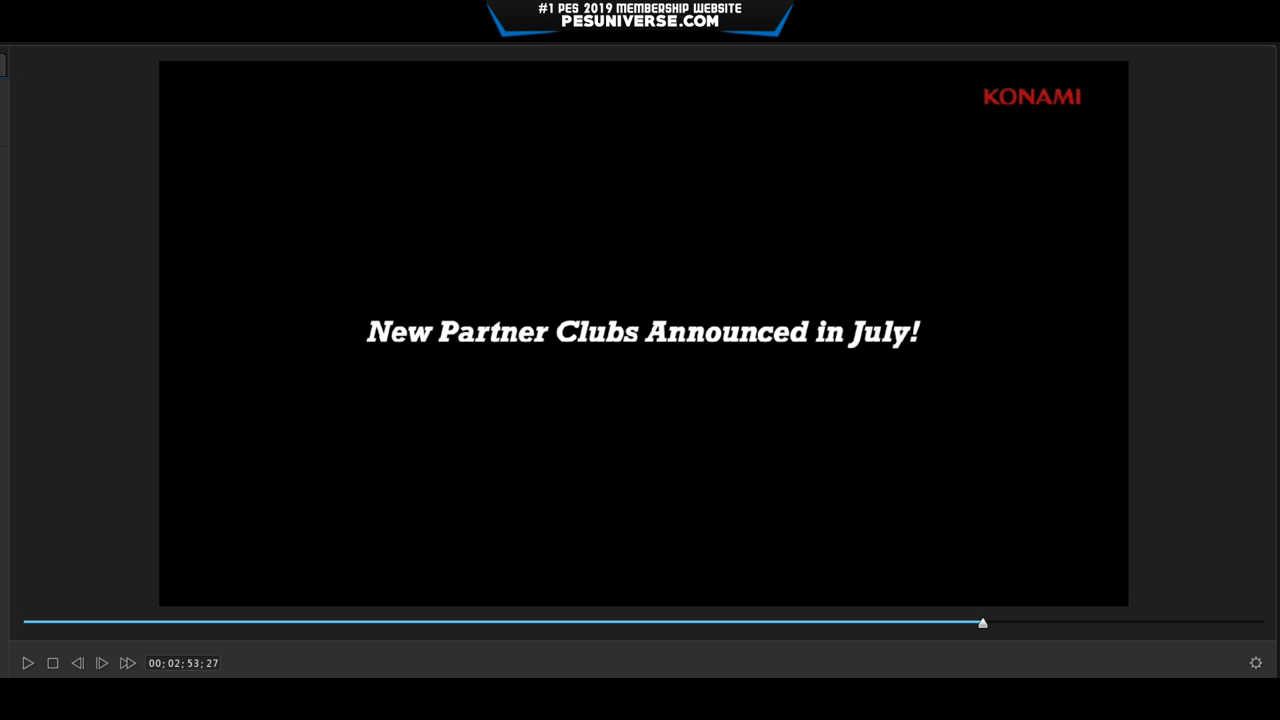 #1 PES 2019 MEMBERSHIP WEBSITE
PESUNIVERSE.COM
KONAMI
New Partner Clubs Announced in July!
00; 02; 53; 27